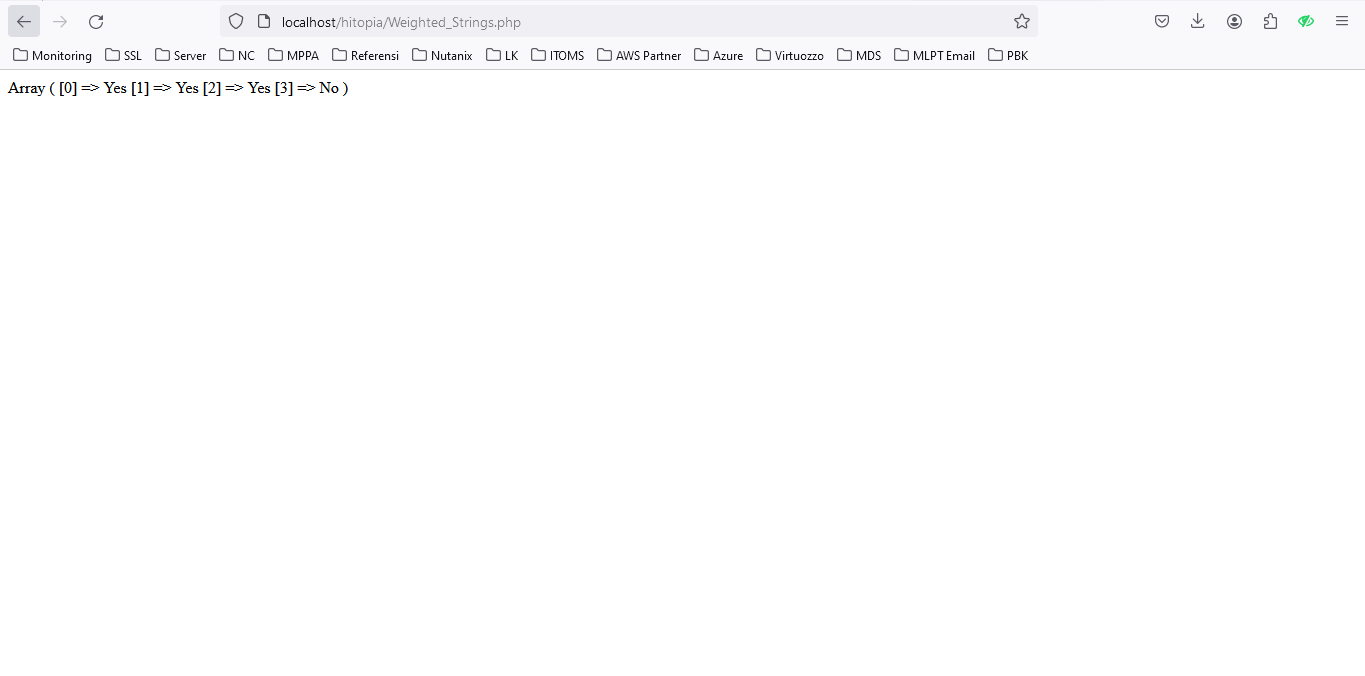 localhost/hitopia/Weighted_Strings.php
Monitoring SSL Server NC MPPA Referensi Nutanix LK ITOMS AWS Partner Azure Virtuozzo MDS MLPT Email PBK
Array ( [0] => Yes [1] => Yes [2] => Yes [3] => No )